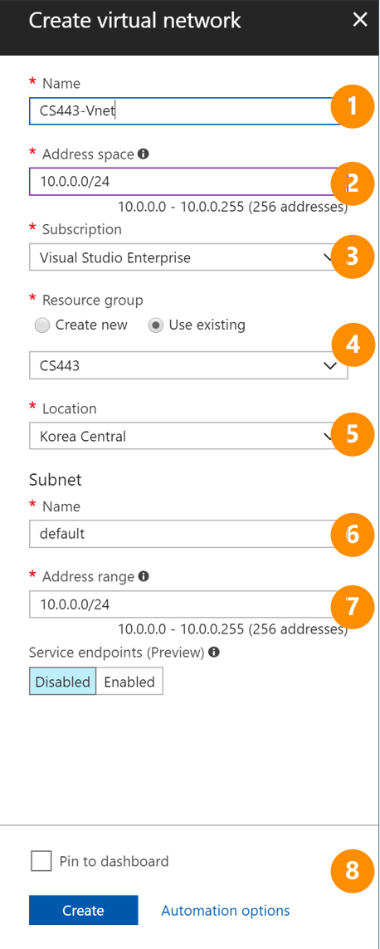 Create virtual network ×
* Name
CS443-Vnet 1
* Address space
10.0.0.0/24 2
10.0.0.0 - 10.0.0.255 (256 addresses)
* Subscription
Visual Studio Enterprise 3
* Resource group
Create new Use existing
4
CS443
* Location
Korea Central 5
Subnet
* Name
default 6
* Address range
10.0.0.0/24 7
10.0.0.0 - 10.0.0.255 (256 addresses)
Service endpoints (Preview)
Disabled Enabled
Pin to dashboard
8
Create Automation options